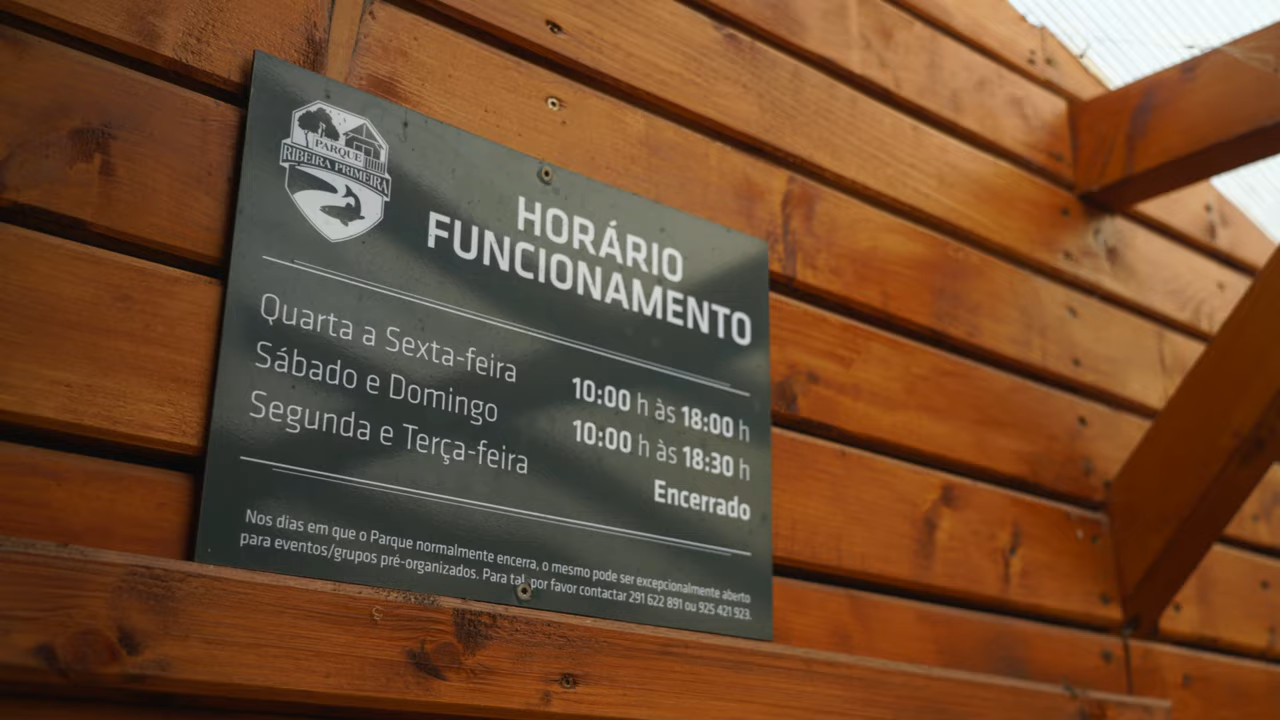 PARQUE
RIBEIRA PRIMEIRA
HORÁRIO
FUNCIONAMENTO
Quarta a Sexta-feira 10:00 h às 18:00 h
Sábado e Domingo 10:00 h às 18:30 h
Segunda e Terça-feira Encerrado
Nos dias em que o Parque normalmente encerra, o mesmo pode ser excepcionalmente aberto
para eventos/grupos pré-organizados. Para tal por favor contactar 291 622 891 ou 925 421 923.